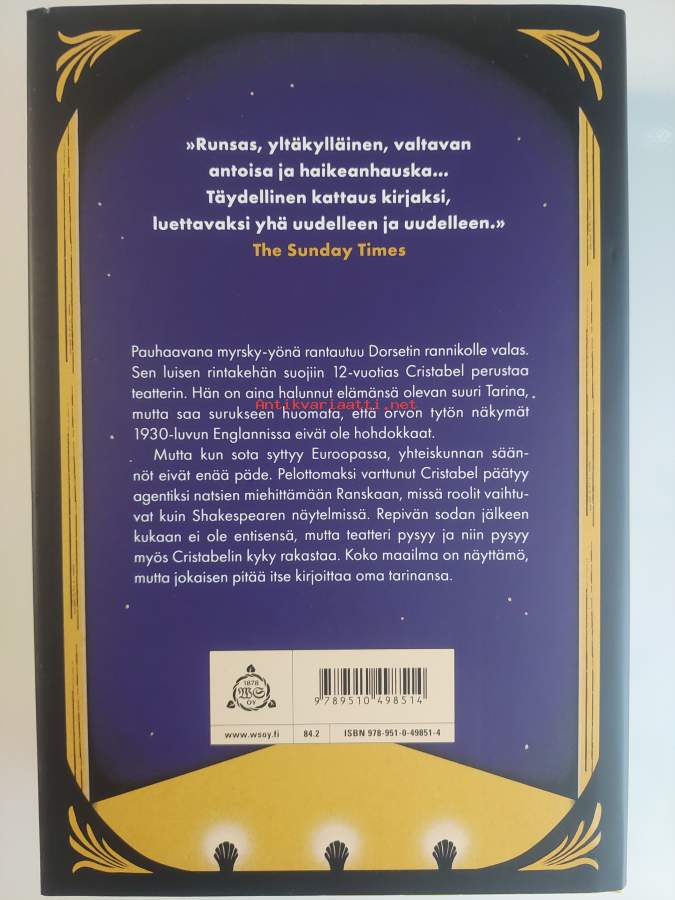 »Runsas, yltäkylläinen, valtavan
antoisa ja haikeanhauska...
Täydellinen kattaus kirjaksi,
luettavaksi yhä uudelleen ja uudelleen.»
The Sunday Times
Pauhaavana myrsky-yönä rantautuu Dorsetin rannikolle valas.
Sen luisen rintakehän suojiin 12-vuotias Cristabel perustaa
teatterin. Hän on aina halunnut elämänsä olevan suuri Tarina,
Antikvariaatti.net
mutta saa surukseen huomata, että orvon tytön näkymät
1930-luvun Englannissa eivät ole hohdokkaat.
Mutta kun sota syttyy Euroopassa, yhteiskunnan sään-
nöt eivät enää päde. Pelottomaksi varttunut Cristabel päätyy
agentiksi natsien miehittämään Ranskaan, missä roolit vaihtu-
vat kuin Shakespearen näytelmissä. Repivän sodan jälkeen
kukaan ei ole entisensä, mutta teatteri pysyy ja niin pysyy
myös Cristabelin kyky rakastaa. Koko maailma on näyttämö,
mutta jokaisen pitää itse kirjoittaa oma tarinansa.
1878
WS
OY
9 789510 498514
www.wsoy.fi
84.2
ISBN 978-951-0-49851-4